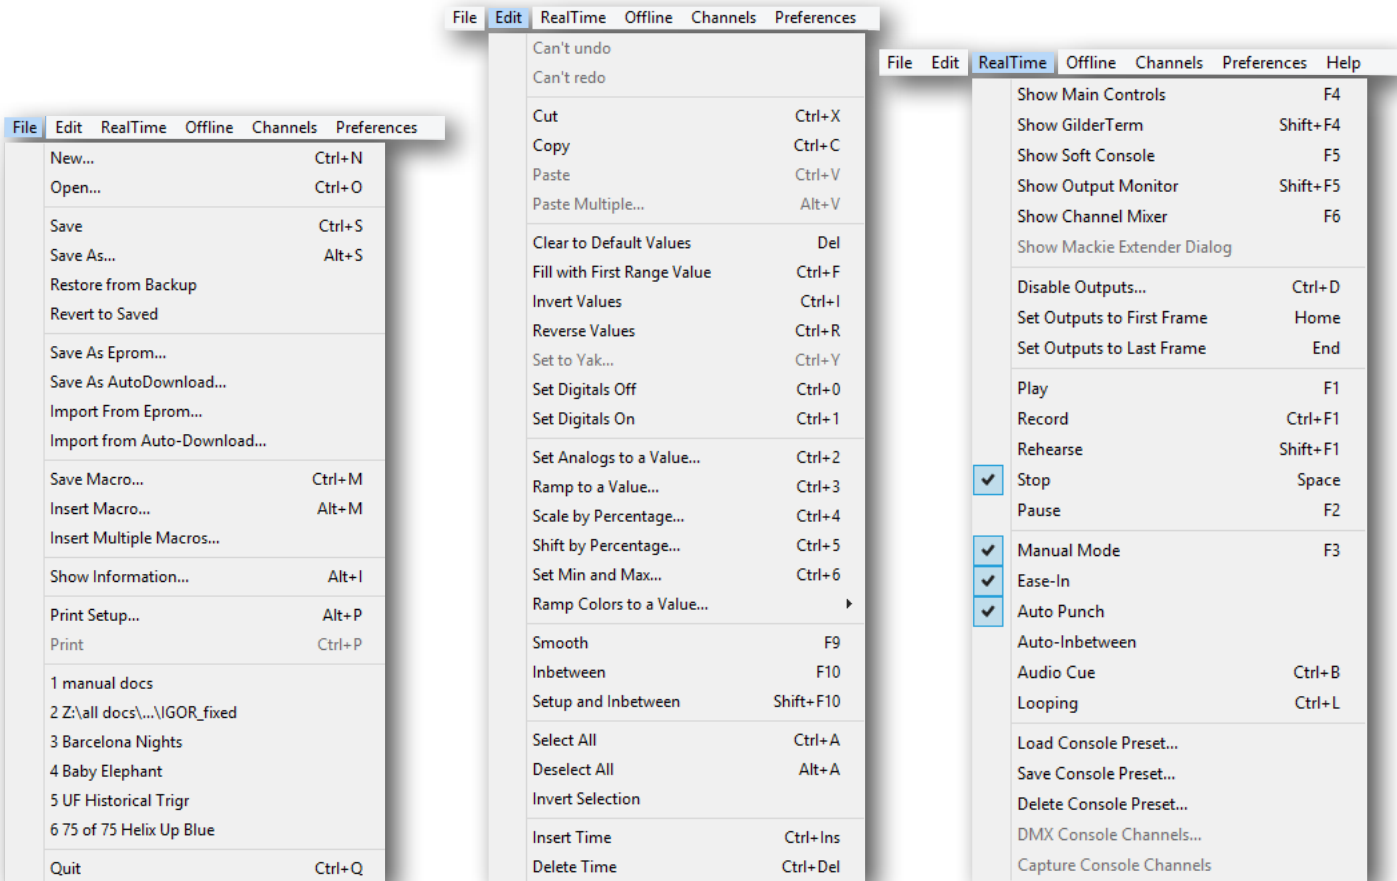 File Edit RealTime Offline Channels Preferences
New... Ctrl+N
Open... Ctrl+O
Save Ctrl+S
Save As... Alt+S
Restore from Backup
Revert to Saved
Save As Eprom...
Save As AutoDownload...
Import From Eprom...
Import from Auto-Download...
Save Macro... Ctrl+M
Insert Macro... Alt+M
Insert Multiple Macros...
Show Information... Alt+I
Print Setup... Alt+P
Print Ctrl+P
1 manual docs
2 Z:\all docs\...\IGOR_fixed
3 Barcelona Nights
4 Baby Elephant
5 UF Historical Trigr
6 75 of 75 Helix Up Blue
Quit Ctrl+Q
File Edit RealTime Offline Channels Preferences
Can't undo
Can't redo
Cut Ctrl+X
Copy Ctrl+C
Paste Ctrl+V
Paste Multiple... Alt+V
Clear to Default Values Del
Fill with First Range Value Ctrl+F
Invert Values Ctrl+I
Reverse Values Ctrl+R
Set to Yak... Ctrl+Y
Set Digitals Off Ctrl+0
Set Digitals On Ctrl+1
Set Analogs to a Value... Ctrl+2
Ramp to a Value... Ctrl+3
Scale by Percentage... Ctrl+4
Shift by Percentage... Ctrl+5
Set Min and Max... Ctrl+6
Ramp Colors to a Value...
Smooth F9
Inbetween F10
Setup and Inbetween Shift+F10
Select All Ctrl+A
Deselect All Alt+A
Invert Selection
Insert Time Ctrl+Ins
Delete Time Ctrl+Del
File Edit RealTime Offline Channels Preferences Help
Show Main Controls F4
Show GilderTerm Shift+F4
Show Soft Console F5
Show Output Monitor Shift+F5
Show Channel Mixer F6
Show Mackie Extender Dialog
Disable Outputs... Ctrl+D
Set Outputs to First Frame Home
Set Outputs to Last Frame End
Play F1
Record Ctrl+F1
Rehearse Shift+F1
Stop Space
Pause F2
Manual Mode F3
Ease-In
Auto Punch
Auto-Inbetween
Audio Cue Ctrl+B
Looping Ctrl+L
Load Console Preset...
Save Console Preset...
Delete Console Preset...
DMX Console Channels...
Capture Console Channels